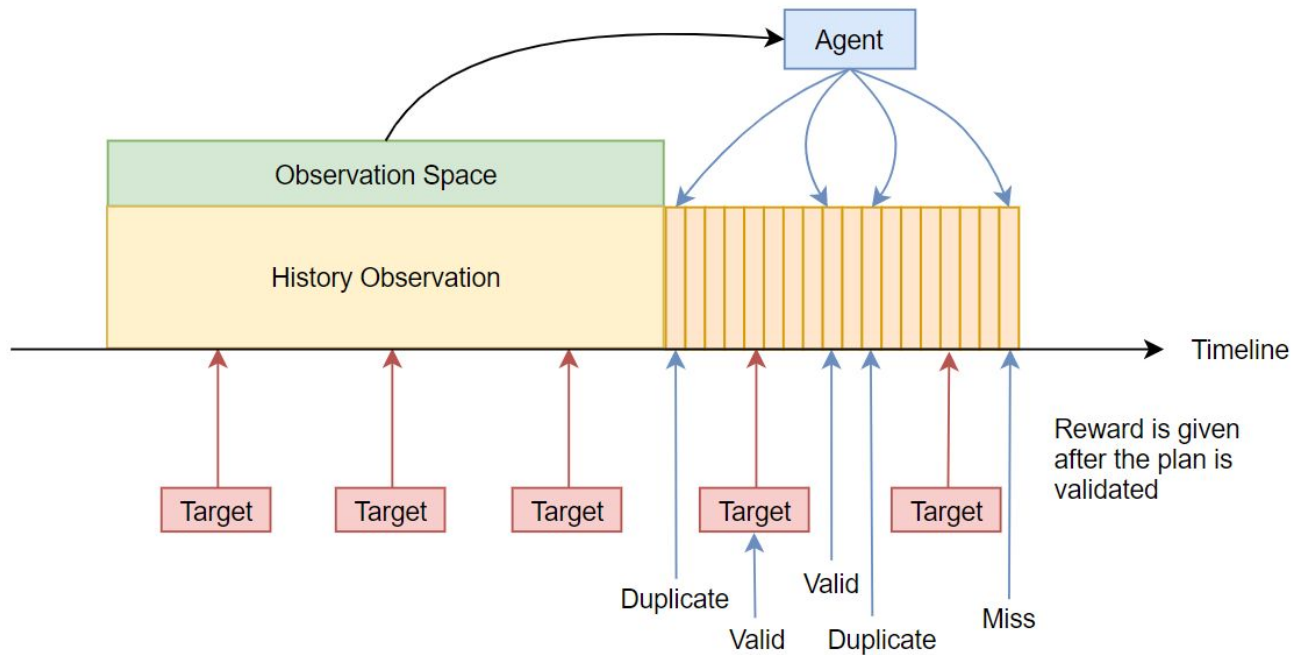 Agent
Observation Space
History Observation
Timeline
Reward is given
after the plan is
validated
Target
Target
Target
Target
Target
Duplicate
Valid
Valid
Duplicate
Miss